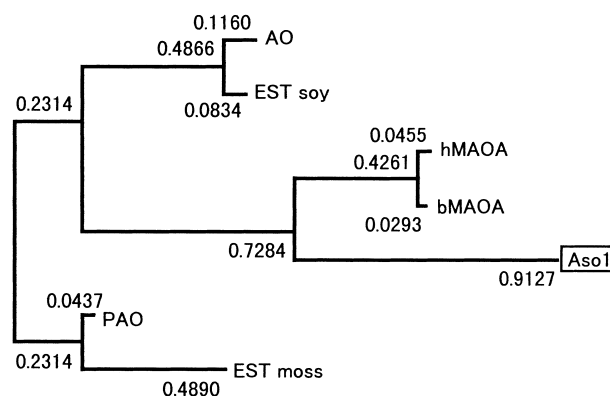 0.1160
AO
0.4866
EST soy
0.0834
0.2314
0.0455
hMAOA
0.4261
bMAOA
0.0293
0.7284
Aso1
0.9127
0.0437
PAO
0.2314
EST moss
0.4890